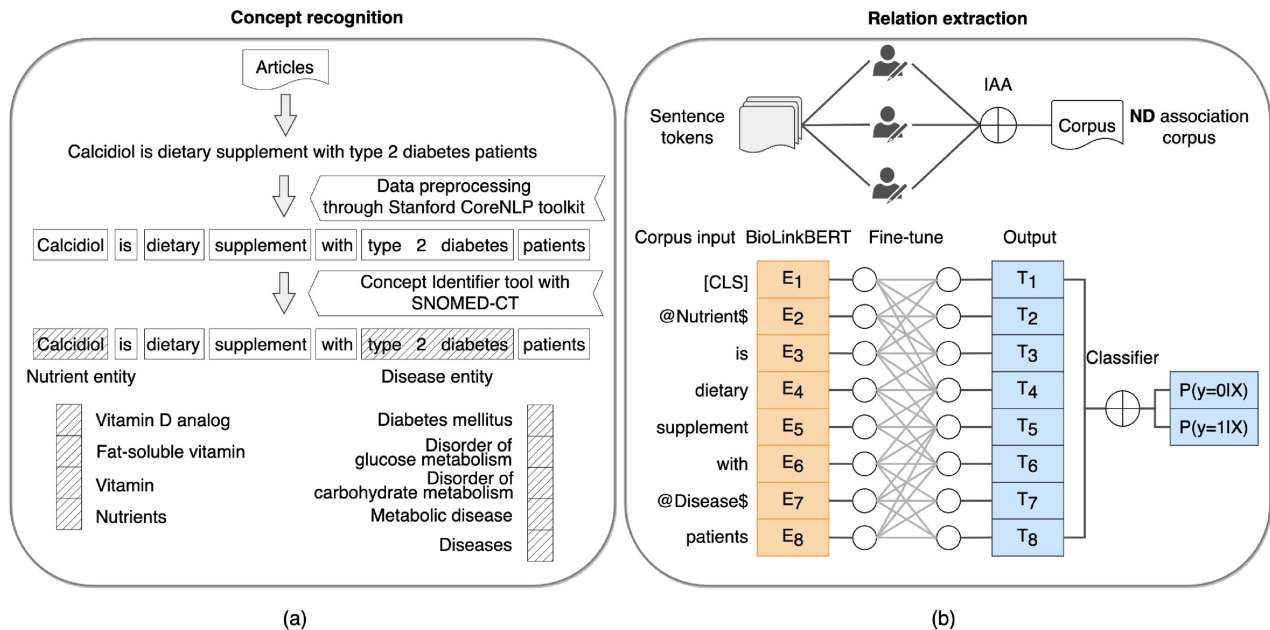 Concept recognition
Articles
Calcidiol is dietary supplement with type 2 diabetes patients
Data preprocessing
through Stanford CoreNLP toolkit
Calcidiol is dietary supplement with type 2 diabetes patients
Concept Identifier tool with
SNOMED-CT
Calcidiol is dietary supplement with type 2 diabetes patients
Nutrient entity
Disease entity
Vitamin D analog
Fat-soluble vitamin
Vitamin
Nutrients
Diabetes mellitus
Disorder of
glucose metabolism
Disorder of
carbohydrate metabolism
Metabolic disease
Diseases
(a)
Relation extraction
Sentence
tokens
IAA
Corpus
ND association
corpus
Corpus input BioLinkBERT Fine-tune Output
[CLS] E1 T1
@Nutrient$ E2 T2
is E3 T3
dietary E4 T4
supplement E5 T5
with E6 T6
@Disease$ E7 T7
patients E8 T8
Classifier
P(y=0|X)
P(y=1|X)
(b)